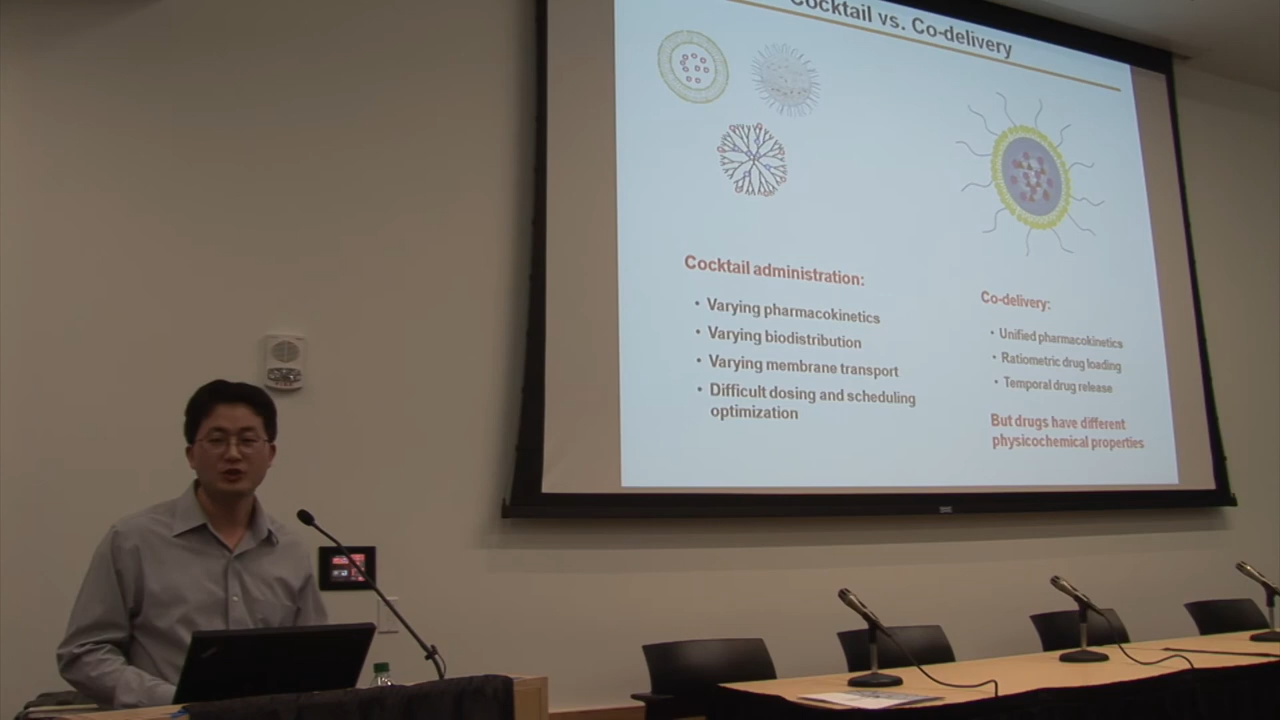 Cocktail vs. Co-delivery
Cocktail administration:
• Varying pharmacokinetics
• Varying biodistribution
• Varying membrane transport
• Difficult dosing and scheduling
optimization
Co-delivery:
• Unified pharmacokinetics
• Ratiometric drug loading
• Temporal drug release
But drugs have different
physicochemical properties